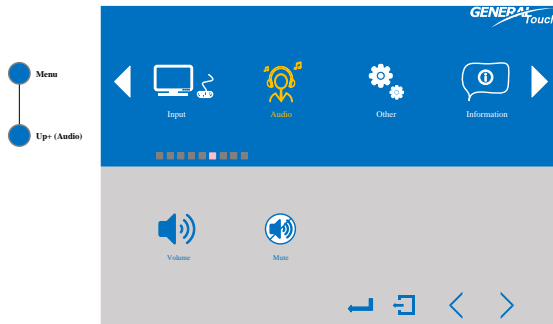 GENERAL
Touch
Menu
Input
Audio
Other
Information
Up+ (Audio)
Volume
Mute